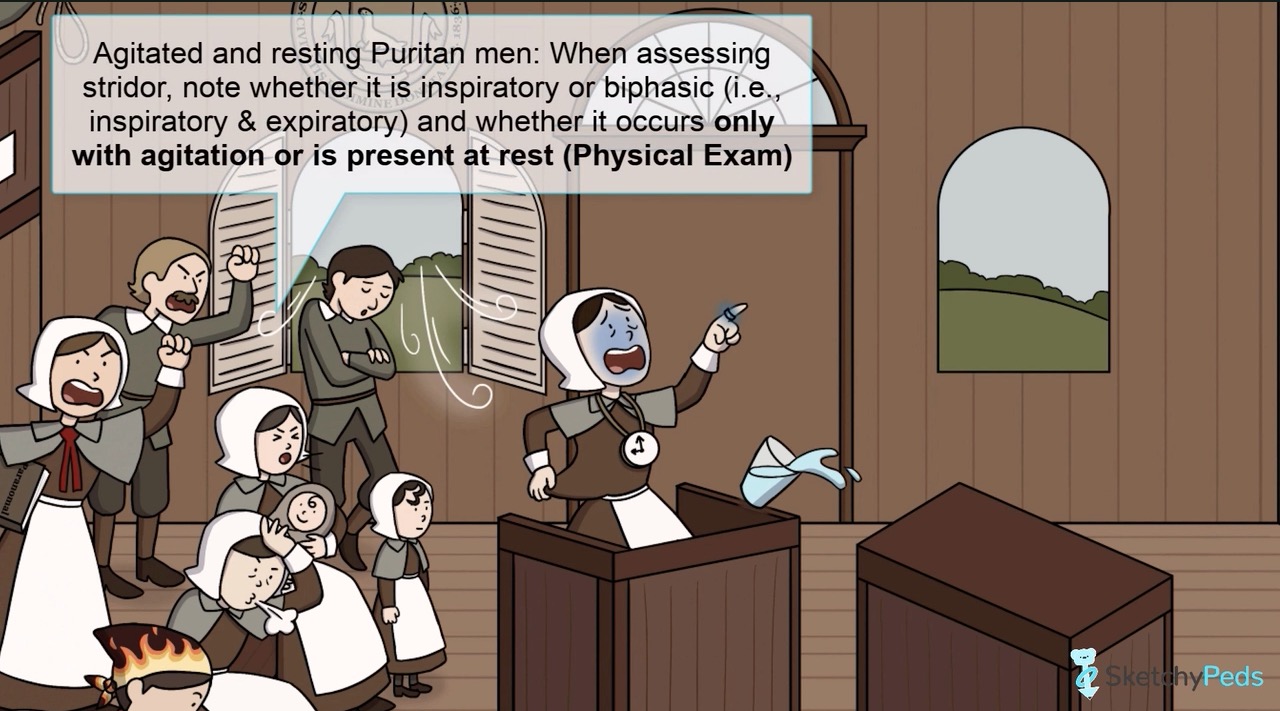 Agitated and resting Puritan men: When assessing
stridor, note whether it is inspiratory or biphasic (i.e.,
inspiratory & expiratory) and whether it occurs only
with agitation or is present at rest (Physical Exam)
Paranomal
SketchyPeds